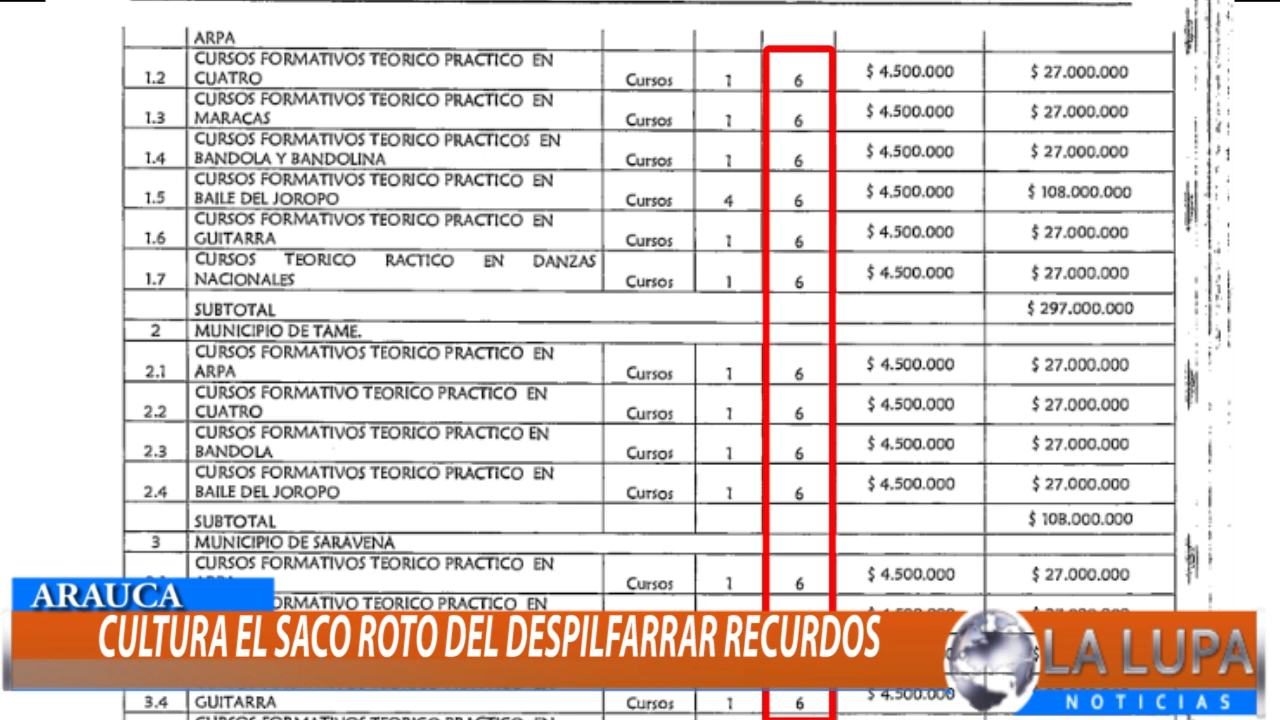 ARPA
1.2 CURSOS FORMATIVOS TEORICO PRACTICO EN
CUATRO Cursos 1 6 $ 4.500.000 $ 27.000.000
1.3 CURSOS FORMATIVOS TEORICO PRACTICO EN
MARACAS Cursos 1 6 $ 4.500.000 $ 27.000.000
1.4 CURSOS FORMATIVOS TEORICO PRACTICOS EN
BANDOLA Y BANDOLINA Cursos 1 6 $ 4.500.000 $ 27.000.000
1.5 CURSOS FORMATIVOS TEORICO PRACTICO EN
BAILE DEL JOROPO Cursos 4 6 $ 4.500.000 $ 108.000.000
1.6 CURSOS FORMATIVOS TEORICO PRACTICO EN
GUITARRA Cursos 1 6 $ 4.500.000 $ 27.000.000
1.7 CURSOS TEORICO RACTICO EN DANZAS
NACIONALES Cursos 1 6 $ 4.500.000 $ 27.000.000
SUBTOTAL $ 297.000.000
2 MUNICIPIO DE TAME.
2.1 CURSOS FORMATIVOS TEORICO PRACTICO EN
ARPA Cursos 1 6 $ 4.500.000 $ 27.000.000
2.2 CURSOS FORMATIVO TEORICO PRACTICO EN
CUATRO Cursos 1 6 $ 4.500.000 $ 27.000.000
2.3 CURSOS FORMATIVOS TEORICO PRACTICO EN
BANDOLA Cursos 1 6 $ 4.500.000 $ 27.000.000
2.4 CURSOS FORMATIVOS TEORICO PRACTICO EN
BAILE DEL JOROPO Cursos 1 6 $ 4.500.000 $ 27.000.000
SUBTOTAL $ 108.000.000
3 MUNICIPIO DE SARAVENA
CURSOS FORMATIVOS TEORICO PRACTICO EN
Cursos 1 6 $ 4.500.000 $ 27.000.000
ARAUCA
TEORICO PRACTICO EN
CULTURA EL SACO ROTO DEL DESPILFARRAR RECURDOS
LA LUPA
NOTICIAS
3.4 GUITARRA Cursos 1 6 $ 4.500.000